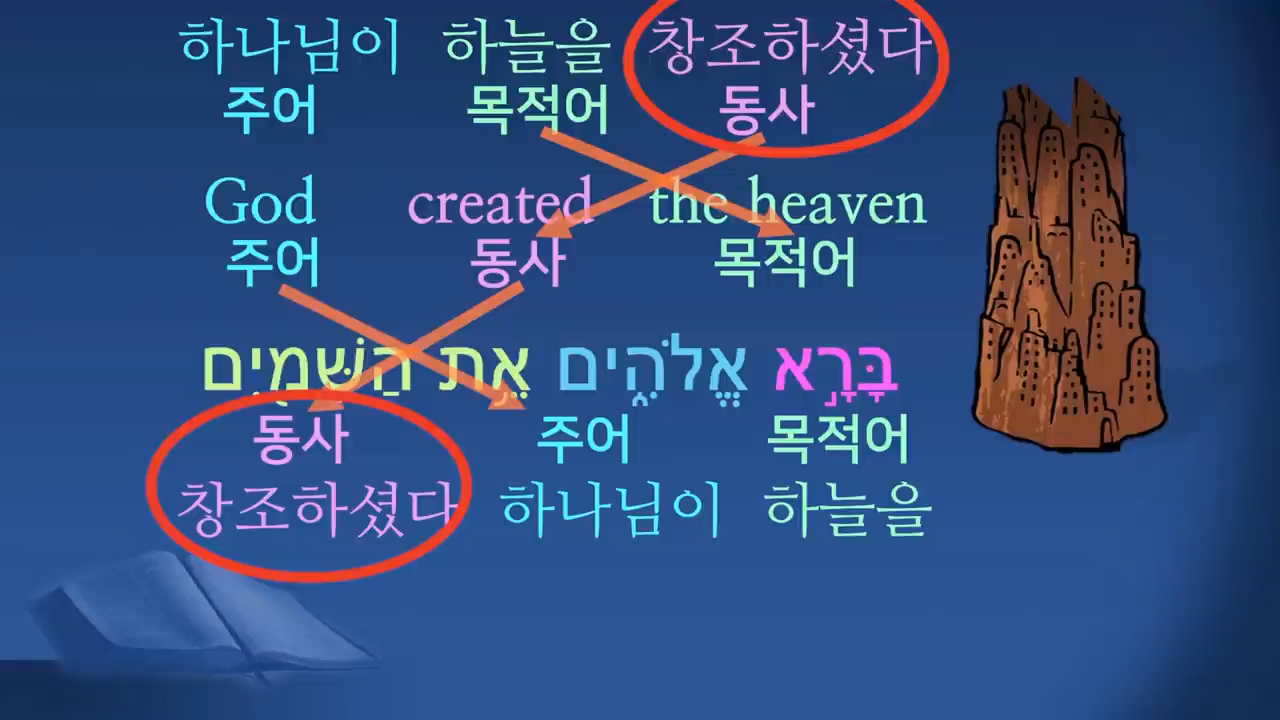 하나님이 하늘을 창조하셨다
주어 목적어 동사
God created the heaven
주어 동사 목적어
בָּרָ֣א אֱלֹהִ֑ים אֵ֥ת הַשָּׁמַ֖יִם
동사 주어 목적어
창조하셨다 하나님이 하늘을